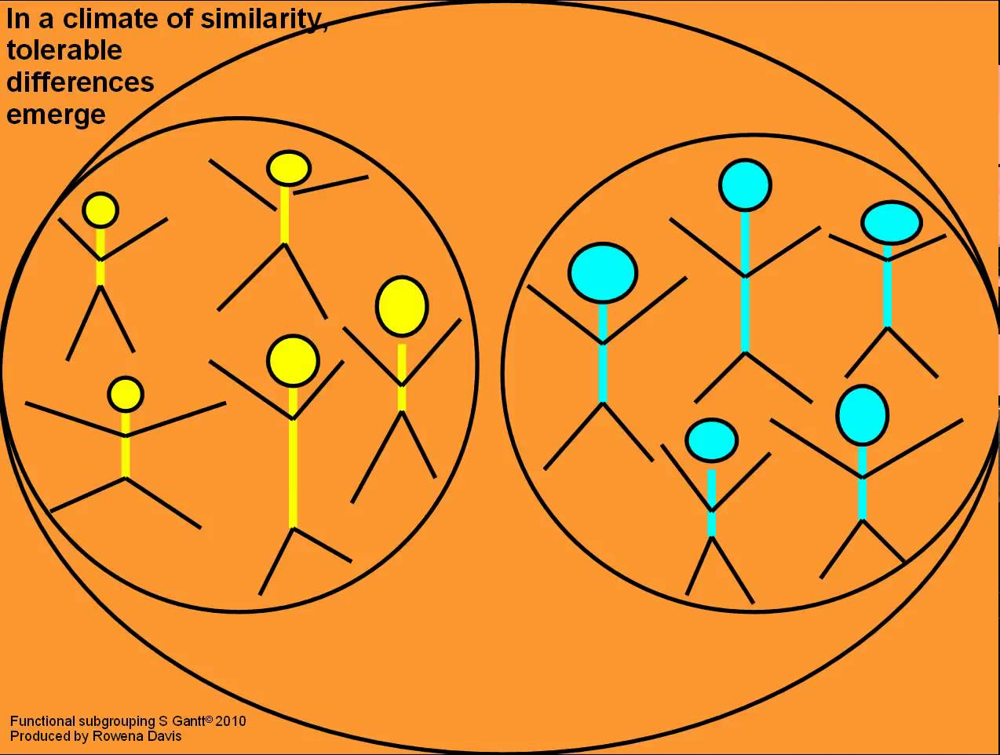 In a climate of similarity,
tolerable
differences
emerge
Functional subgrouping S Gantt© 2010
Produced by Rowena Davis